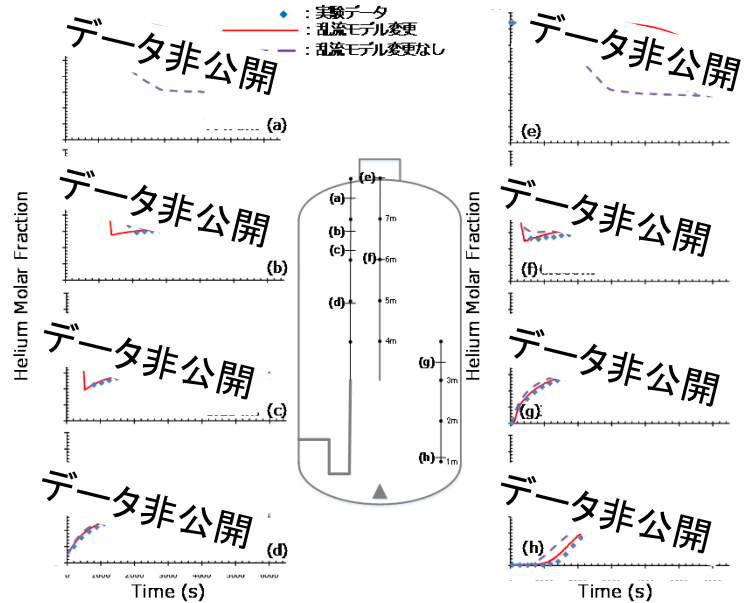 ：実験データ
：乱流モデル変更
：乱流モデル変更なし
データ非公開
(a)
データ非公開
(b)
データ非公開
(c)
データ非公開
(d)
Helium Molar Fraction
0 1000 2000 3000 4000 5000 6000
Time (s)
(e)
(a)
7m
(b)
(c)
(f)
6m
(d)
5m
4m
(g)
3m
2m
(h)
1m
データ非公開
(e)
データ非公開
(f)
データ非公開
(g)
データ非公開
(h)
Helium Molar Fraction
Time (s)